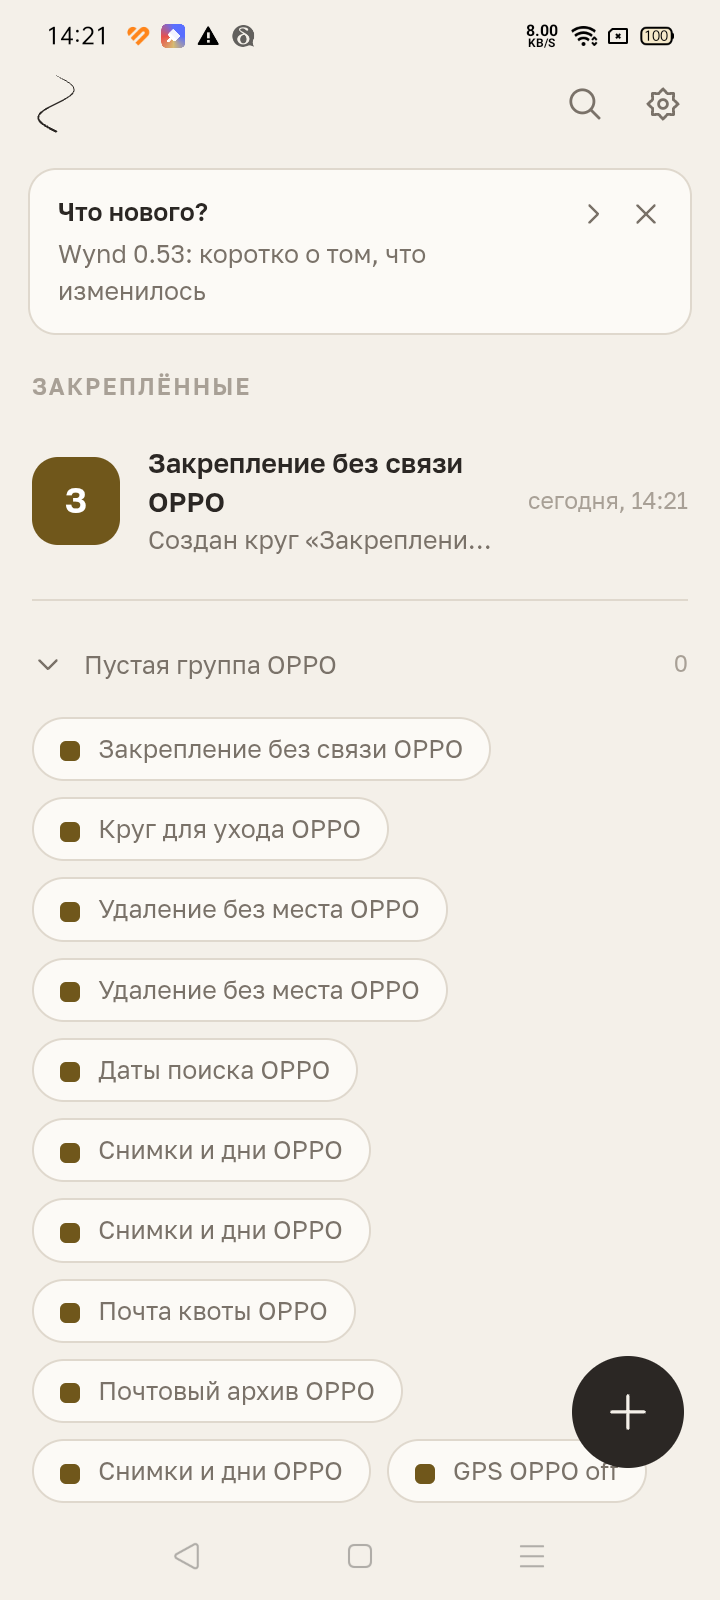 14:21
8.00
KB/S
100
Что нового?
Wynd 0.53: коротко о том, что
изменилось
ЗАКРЕПЛЁННЫЕ
З
Закрепление без связи
OPPO
сегодня, 14:21
Создан круг «Закреплени...
Пустая группа OPPO
0
Закрепление без связи OPPO
Круг для ухода OPPO
Удаление без места OPPO
Удаление без места OPPO
Даты поиска OPPO
Снимки и дни OPPO
Снимки и дни OPPO
Почта квоты OPPO
Почтовый архив OPPO
Снимки и дни OPPO
GPS OPPO off